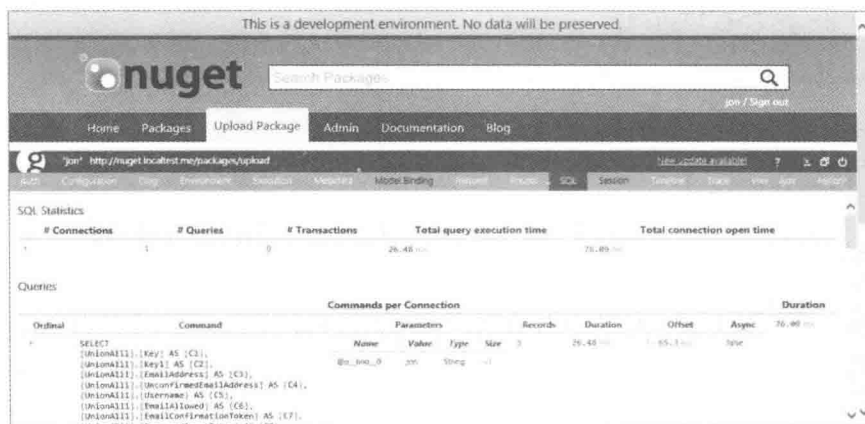 This is a development environment. No data will be preserved.
nuget
Search Packages
jon / Sign out
Home Packages Upload Package Admin Documentation Blog
g "jon" http://nuget.localtest.me/packages/upload New update available! ?
Configuration Environment Execution Metadata Model Binding Request Routes SQL Session Timeline Trace
SQL Statistics
# Connections # Queries # Transactions Total query execution time Total connection open time
1 0 26.48 ms
Queries
Commands per Connection Duration
Ordinal Command Parameters Records Duration Offset Async
SELECT Name Value Type Size 26.48 ms
[UnionAll1].[Key] AS [C1], jon String -1
[UnionAll1].[Key1] AS [C2],
[UnionAll1].[EmailAddress] AS [C3],
[UnionAll1].[UnconfirmedEmailAddress] AS [C4],
[UnionAll1].[Username] AS [C5],
[UnionAll1].[EmailAllowed] AS [C6],
[UnionAll1].[EmailConfirmationToken] AS [C7],